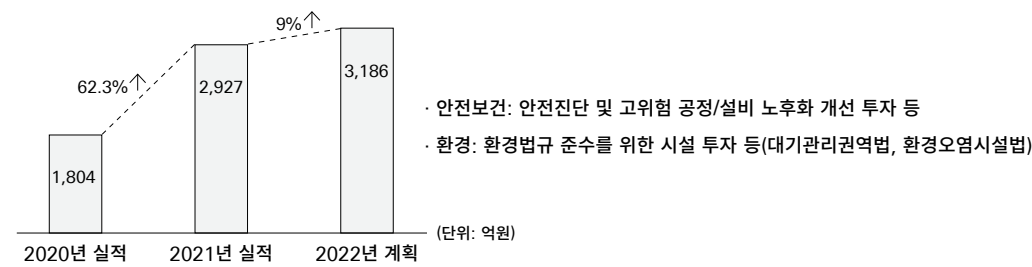 9%↑
62.3%↑
3,186
2,927
1,804
· 안전보건: 안전진단 및 고위험 공정/설비 노후화 개선 투자 등
· 환경: 환경법규 준수를 위한 시설 투자 등(대기관리권역법, 환경오염시설법)
(단위: 억원)
2020년 실적 2021년 실적 2022년 계획